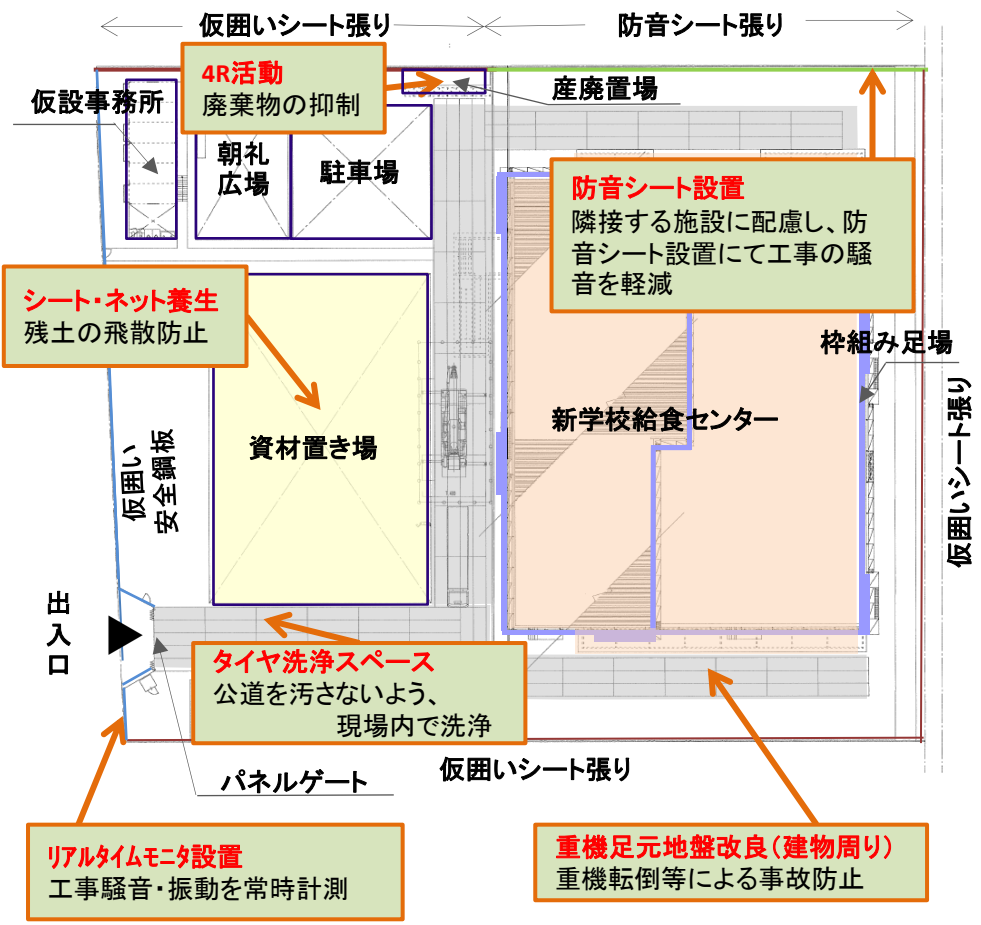 仮囲いシート張り
防音シート張り
4R活動
廃棄物の抑制
産廃置場
仮設事務所
朝礼
広場
駐車場
防音シート設置
隣接する施設に配慮し、防
音シート設置にて工事の騒
音を軽減
シート・ネット養生
残土の飛散防止
枠組み足場
新学校給食センター
資材置き場
仮囲い
安全鋼板
仮囲いシート張り
出
入
口
タイヤ洗浄スペース
公道を汚さないよう、
現場内で洗浄
仮囲いシート張り
パネルゲート
リアルタイムモニタ設置
工事騒音・振動を常時計測
重機足元地盤改良（建物周り）
重機転倒等による事故防止